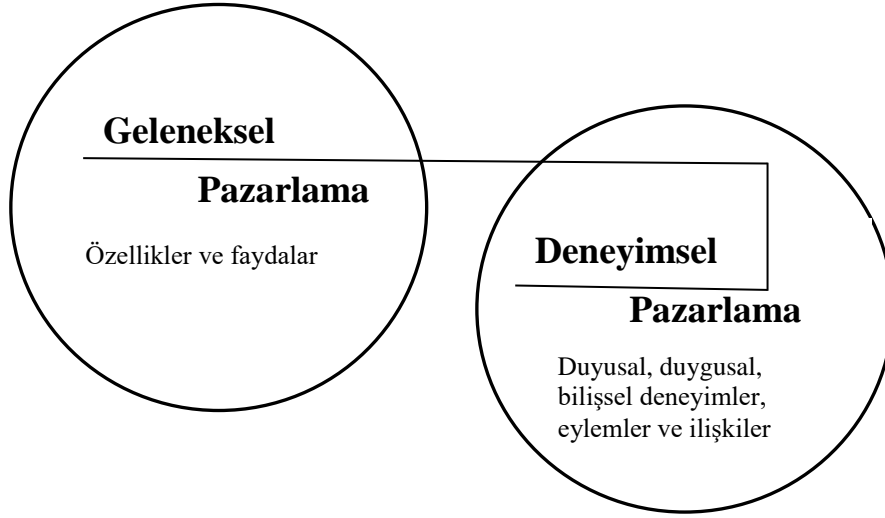 Geleneksel
Pazarlama
Özellikler ve faydalar
Deneyimsel
Pazarlama
Duyusal, duygusal,
bilişsel deneyimler,
eylemler ve ilişkiler